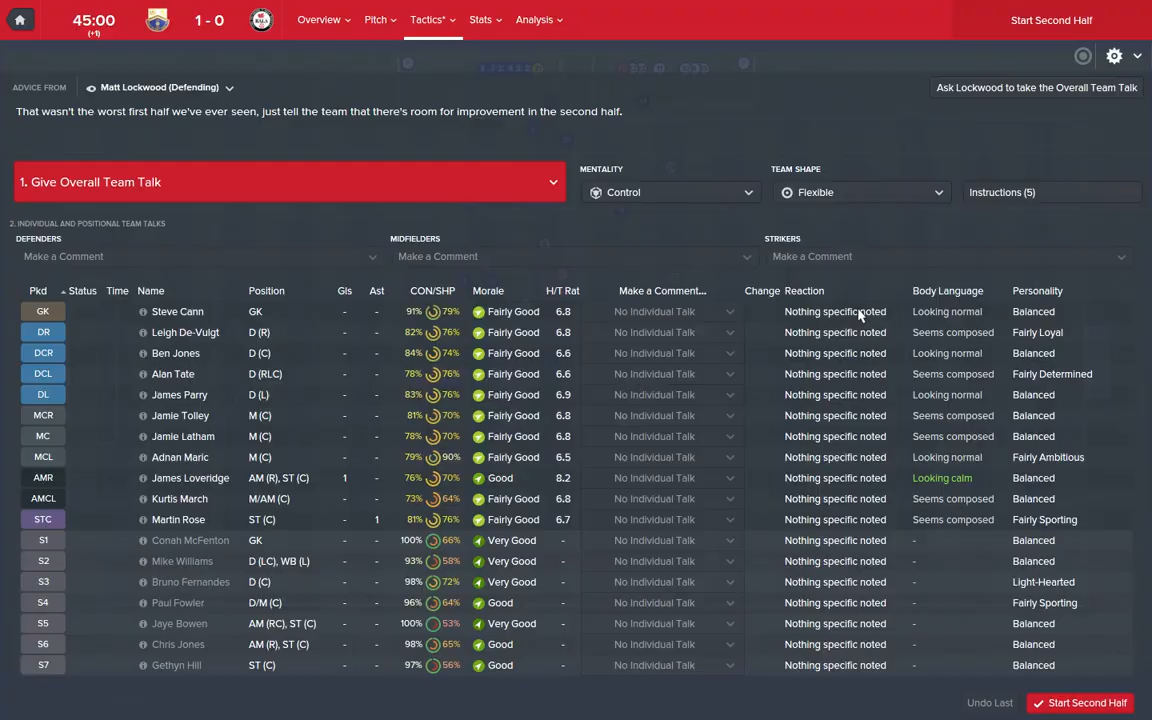 45:00 1 - 0 Overview Pitch Tactics* Stats Analysis Start Second Half
(+1) BALA
ADVICE FROM Matt Lockwood (Defending) Ask Lockwood to take the Overall Team Talk
That wasn't the worst first half we've ever seen, just tell the team that there's room for improvement in the second half.
MENTALITY TEAM SHAPE
1. Give Overall Team Talk Control Flexible Instructions (5)
2. INDIVIDUAL AND POSITIONAL TEAM TALKS
DEFENDERS MIDFIELDERS STRIKERS
Make a Comment Make a Comment Make a Comment
Pkd Status Time Name Position Gls Ast CON/SHP Morale H/T Rat Make a Comment... Change Reaction Body Language Personality
GK Steve Cann GK - - 91% 79% Fairly Good 6.8 No Individual Talk Nothing specific noted Looking normal Balanced
DR Leigh De-Vulgt D (R) - - 82% 76% Fairly Good 6.8 No Individual Talk Nothing specific noted Seems composed Fairly Loyal
DCR Ben Jones D (C) - - 84% 74% Fairly Good 6.6 No Individual Talk Nothing specific noted Looking normal Balanced
DCL Alan Tate D (RLC) - - 78% 76% Fairly Good 6.6 No Individual Talk Nothing specific noted Seems composed Fairly Determined
DL James Parry D (L) - - 83% 76% Fairly Good 6.9 No Individual Talk Nothing specific noted Looking normal Balanced
MCR Jamie Tolley M (C) - - 81% 70% Fairly Good 6.8 No Individual Talk Nothing specific noted Seems composed Balanced
MC Jamie Latham M (C) - - 78% 70% Fairly Good 6.8 No Individual Talk Nothing specific noted Seems composed Balanced
MCL Adnan Maric M (C) - - 79% 90% Fairly Good 6.5 No Individual Talk Nothing specific noted Looking normal Fairly Ambitious
AMR James Loveridge AM (R), ST (C) 1 - 76% 70% Good 8.2 No Individual Talk Nothing specific noted Looking calm Balanced
AMCL Kurtis March M/AM (C) - - 73% 64% Fairly Good 6.8 No Individual Talk Nothing specific noted Seems composed Balanced
STC Martin Rose ST (C) - 1 81% 76% Fairly Good 6.7 No Individual Talk Nothing specific noted Seems composed Fairly Sporting
S1 Conah McFenton GK - - 100% 66% Very Good - No Individual Talk Nothing specific noted - Balanced
S2 Mike Williams D (LC), WB (L) - - 93% 58% Very Good - No Individual Talk Nothing specific noted - Balanced
S3 Bruno Fernandes D (C) - - 98% 72% Very Good - No Individual Talk Nothing specific noted - Light-Hearted
S4 Paul Fowler D/M (C) - - 96% 64% Good - No Individual Talk Nothing specific noted - Fairly Sporting
S5 Jaye Bowen AM (RC), ST (C) - - 100% 53% Very Good - No Individual Talk Nothing specific noted - Balanced
S6 Chris Jones AM (R), ST (C) - - 98% 65% Good - No Individual Talk Nothing specific noted - Balanced
S7 Gethyn Hill ST (C) - - 97% 56% Good - No Individual Talk Nothing specific noted - Balanced
Undo Last Start Second Half